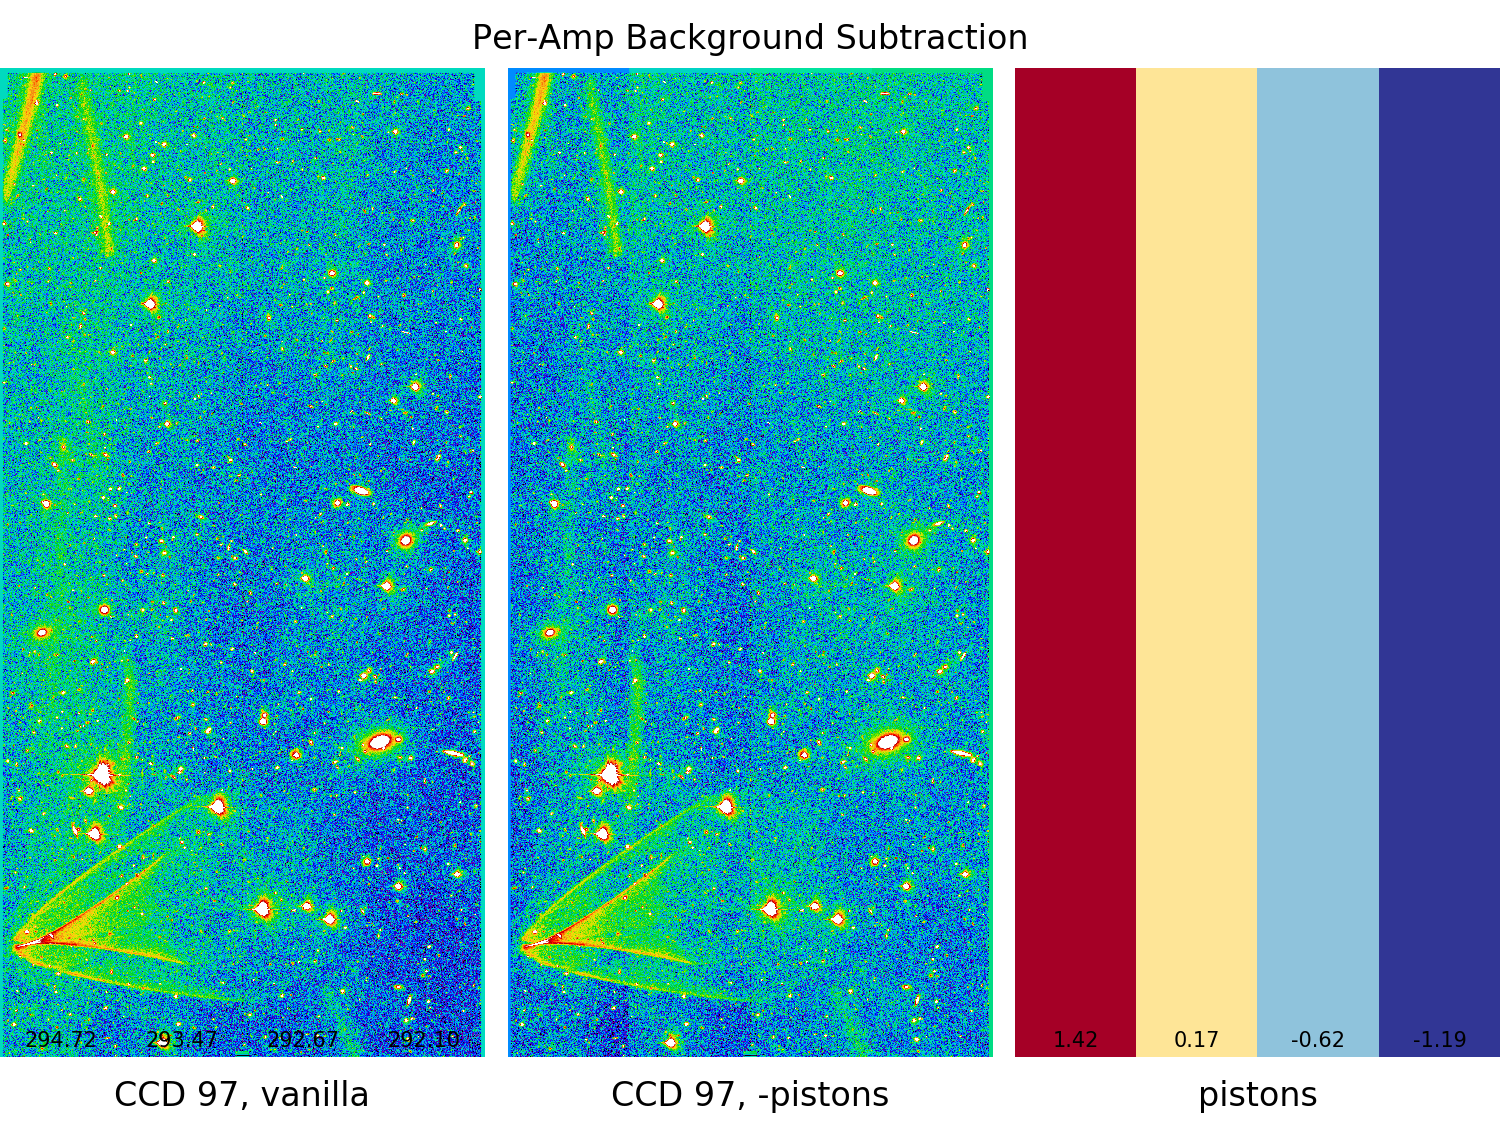 Per-Amp Background Subtraction
294.72 293.47 292.67 292.10
1.42 0.17 -0.62 -1.19
CCD 97, vanilla
CCD 97, -pistons
pistons